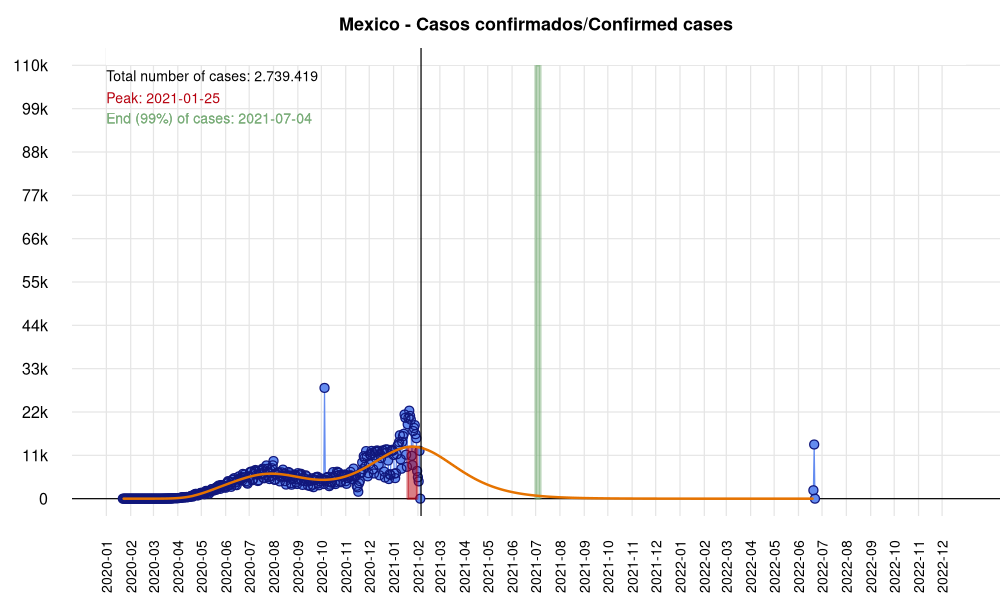 Mexico - Casos confirmados/Confirmed cases
Total number of cases: 2.739.419
Peak: 2021-01-25
End (99%) of cases: 2021-07-04
110k
99k
88k
77k
66k
55k
44k
33k
22k
11k
0
2020-01
2020-02
2020-03
2020-04
2020-05
2020-06
2020-07
2020-08
2020-09
2020-10
2020-11
2020-12
2021-01
2021-02
2021-03
2021-04
2021-05
2021-06
2021-07
2021-08
2021-09
2021-10
2021-11
2021-12
2022-01
2022-02
2022-03
2022-04
2022-05
2022-06
2022-07
2022-08
2022-09
2022-10
2022-11
2022-12